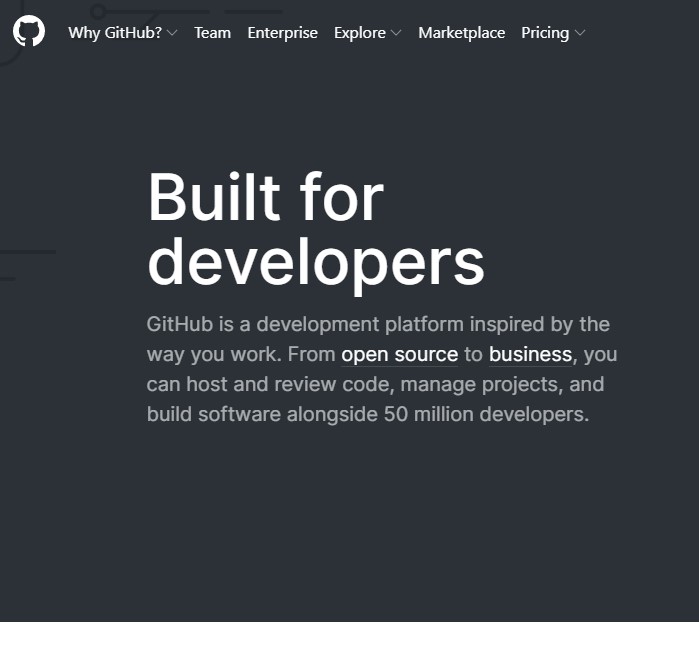 Why GitHub? Team Enterprise Explore Marketplace Pricing
Built for
developers
GitHub is a development platform inspired by the
way you work. From open source to business, you
can host and review code, manage projects, and
build software alongside 50 million developers.